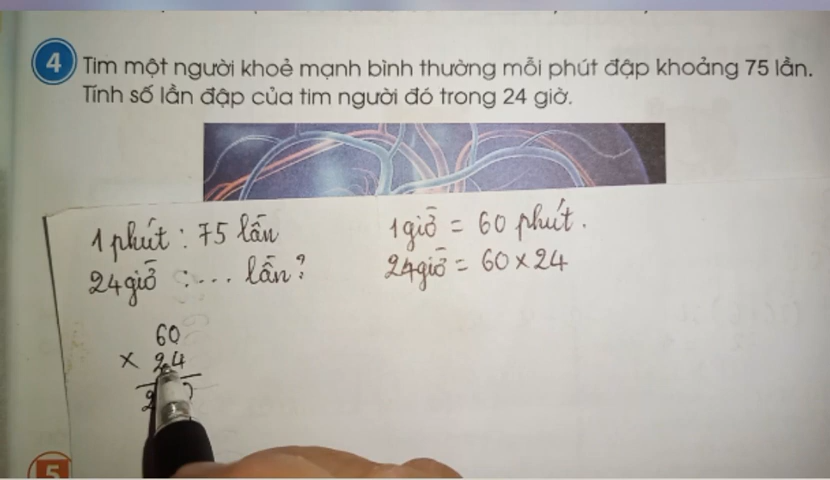 4 Tim một người khoẻ mạnh bình thường mỗi phút đập khoảng 75 lần.
Tính số lần đập của tim người đó trong 24 giờ.
1 phút : 75 lần
24 giờ : ... lần?
1 giờ = 60 phút.
24 giờ = 60 x 24
60
x 24
5